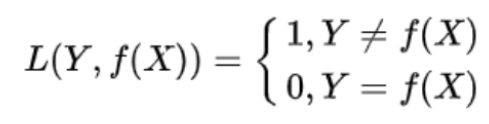 L(Y, f(X)) = { 1, Y ≠ f(X)
0, Y = f(X)